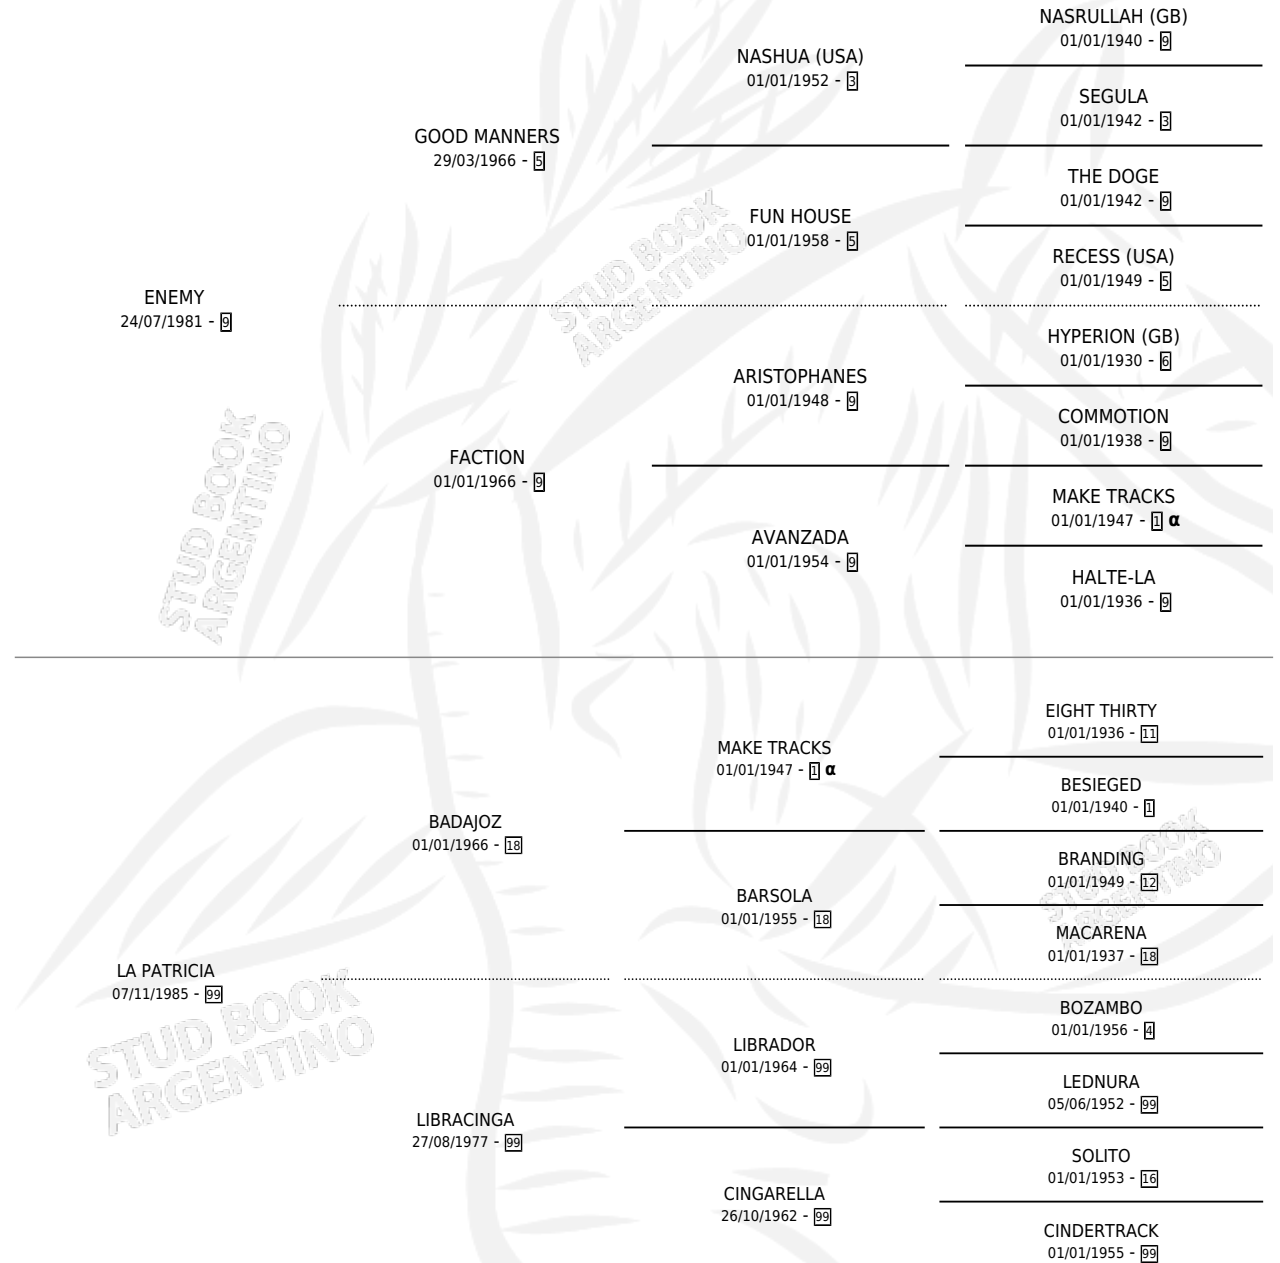 NASRULLAH (GB)
01/01/1940 - 9
NASHUA (USA)
01/01/1952 - 3
SEGULA
01/01/1942 - 3
GOOD MANNERS
29/03/1966 - 5
THE DOGE
01/01/1942 - 9
FUN HOUSE
01/01/1958 - 5
RECESS (USA)
01/01/1949 - 5
ENEMY
24/07/1981 - 9
HYPERION (GB)
01/01/1930 - 6
ARISTOPHANES
01/01/1948 - 9
COMMOTION
01/01/1938 - 9
FACTION
01/01/1966 - 9
MAKE TRACKS
01/01/1947 - 1 α
AVANZADA
01/01/1954 - 9
HALTE-LA
01/01/1936 - 9
EIGHT THIRTY
01/01/1936 - 11
MAKE TRACKS
01/01/1947 - 1 α
BESIEGED
01/01/1940 - 1
BADAJOZ
01/01/1966 - 18
BRANDING
01/01/1949 - 12
BARSOLA
01/01/1955 - 18
MACARENA
01/01/1937 - 18
LA PATRICIA
07/11/1985 - 99
BOZAMBO
01/01/1956 - 4
LIBRADOR
01/01/1964 - 99
LEDNURA
05/06/1952 - 99
LIBRACINGA
27/08/1977 - 99
SOLITO
01/01/1953 - 16
CINGARELLA
26/10/1962 - 99
CINDERTRACK
01/01/1955 - 99
STUD BOOK
ARGENTINO
STUD BOOK
ARGENTINO
STUD BOOK
ARGENTINO
STUD BOOK
ARGENTINO